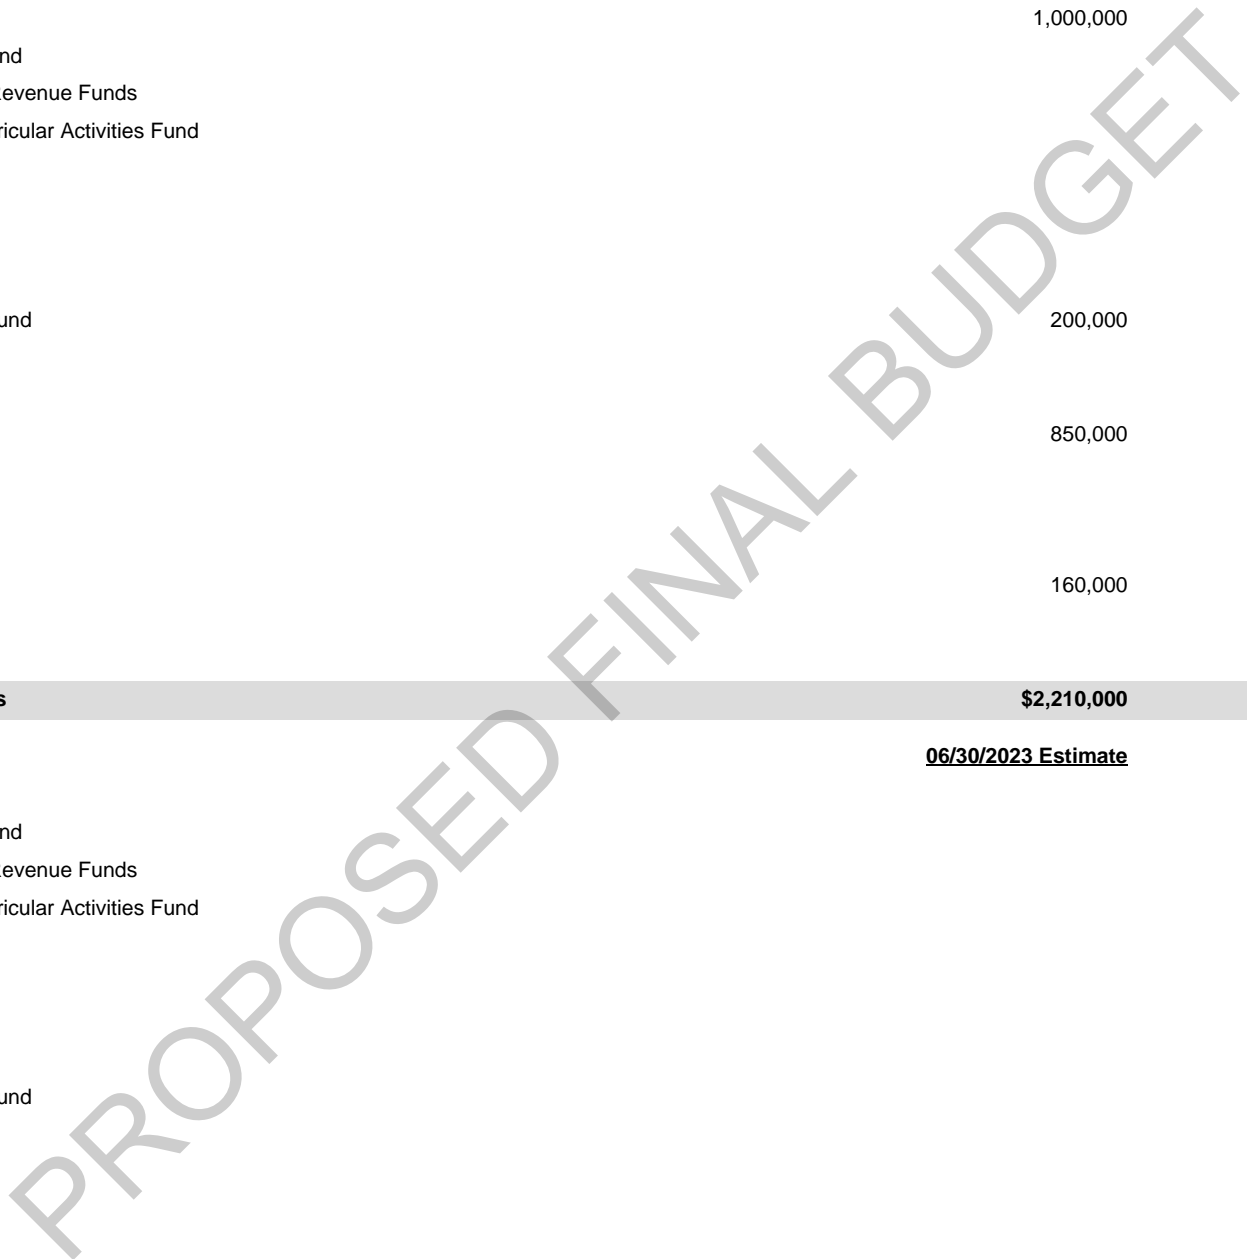 1,000,000
nd
evenue Funds
ricular Activities Fund
und 200,000
850,000
160,000
s $2,210,000
06/30/2023 Estimate
nd
evenue Funds
ricular Activities Fund
und
PROPOSED FINAL BUDGET